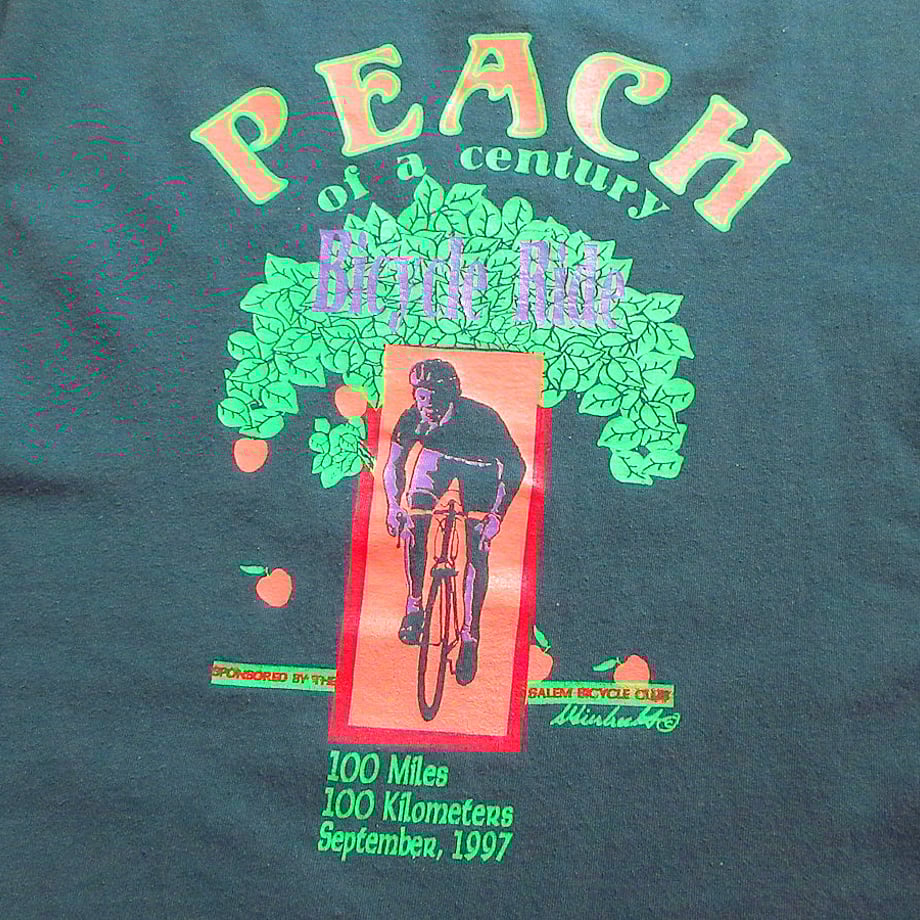 PEACH
of a century
Bicycle Ride
SPONSORED BY THE SALEM BICYCLE CLUB
©
100 Miles
100 Kilometers
September, 1997